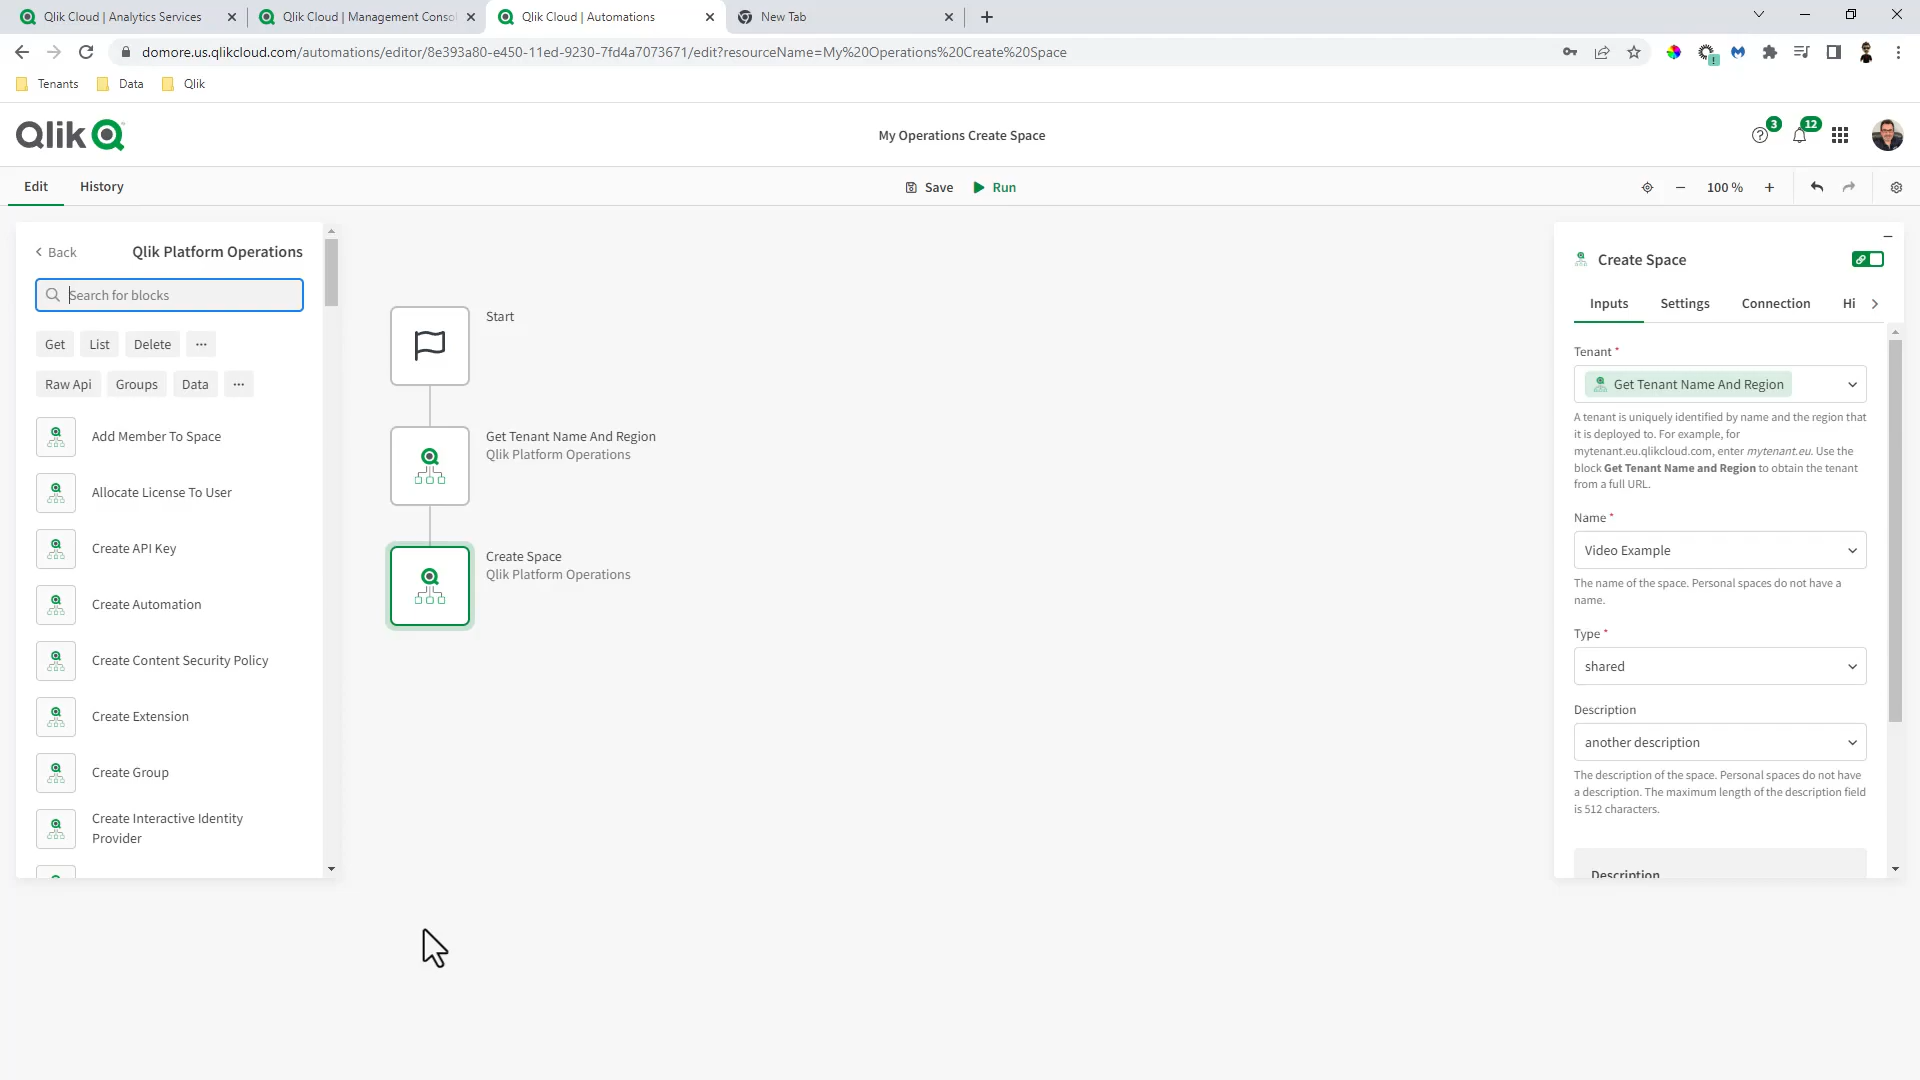 Qlik Cloud | Analytics Services
Qlik Cloud | Management Consol
Qlik Cloud | Automations
New Tab
domore.us.qlikcloud.com/automations/editor/8e393a80-e450-11ed-9230-7fd4a7073671/edit?resourceName=My%20Operations%20Create%20Space
Tenants
Data
Qlik
Qlik
My Operations Create Space
3
12
Edit
History
Save
Run
100 %
Back
Qlik Platform Operations
Search for blocks
Get
List
Delete
...
Raw Api
Groups
Data
...
Add Member To Space
Allocate License To User
Create API Key
Create Automation
Create Content Security Policy
Create Extension
Create Group
Create Interactive Identity
Provider
Start
Get Tenant Name And Region
Qlik Platform Operations
Create Space
Qlik Platform Operations
Create Space
Inputs
Settings
Connection
Hi
Tenant *
Get Tenant Name And Region
A tenant is uniquely identified by name and the region that
it is deployed to. For example, for
mytenant.eu.qlikcloud.com, enter mytenant.eu. Use the
block Get Tenant Name and Region to obtain the tenant
from a full URL.
Name *
Video Example
The name of the space. Personal spaces do not have a
name.
Type *
shared
Description
another description
The description of the space. Personal spaces do not have
a description. The maximum length of the description field
is 512 characters.
Description